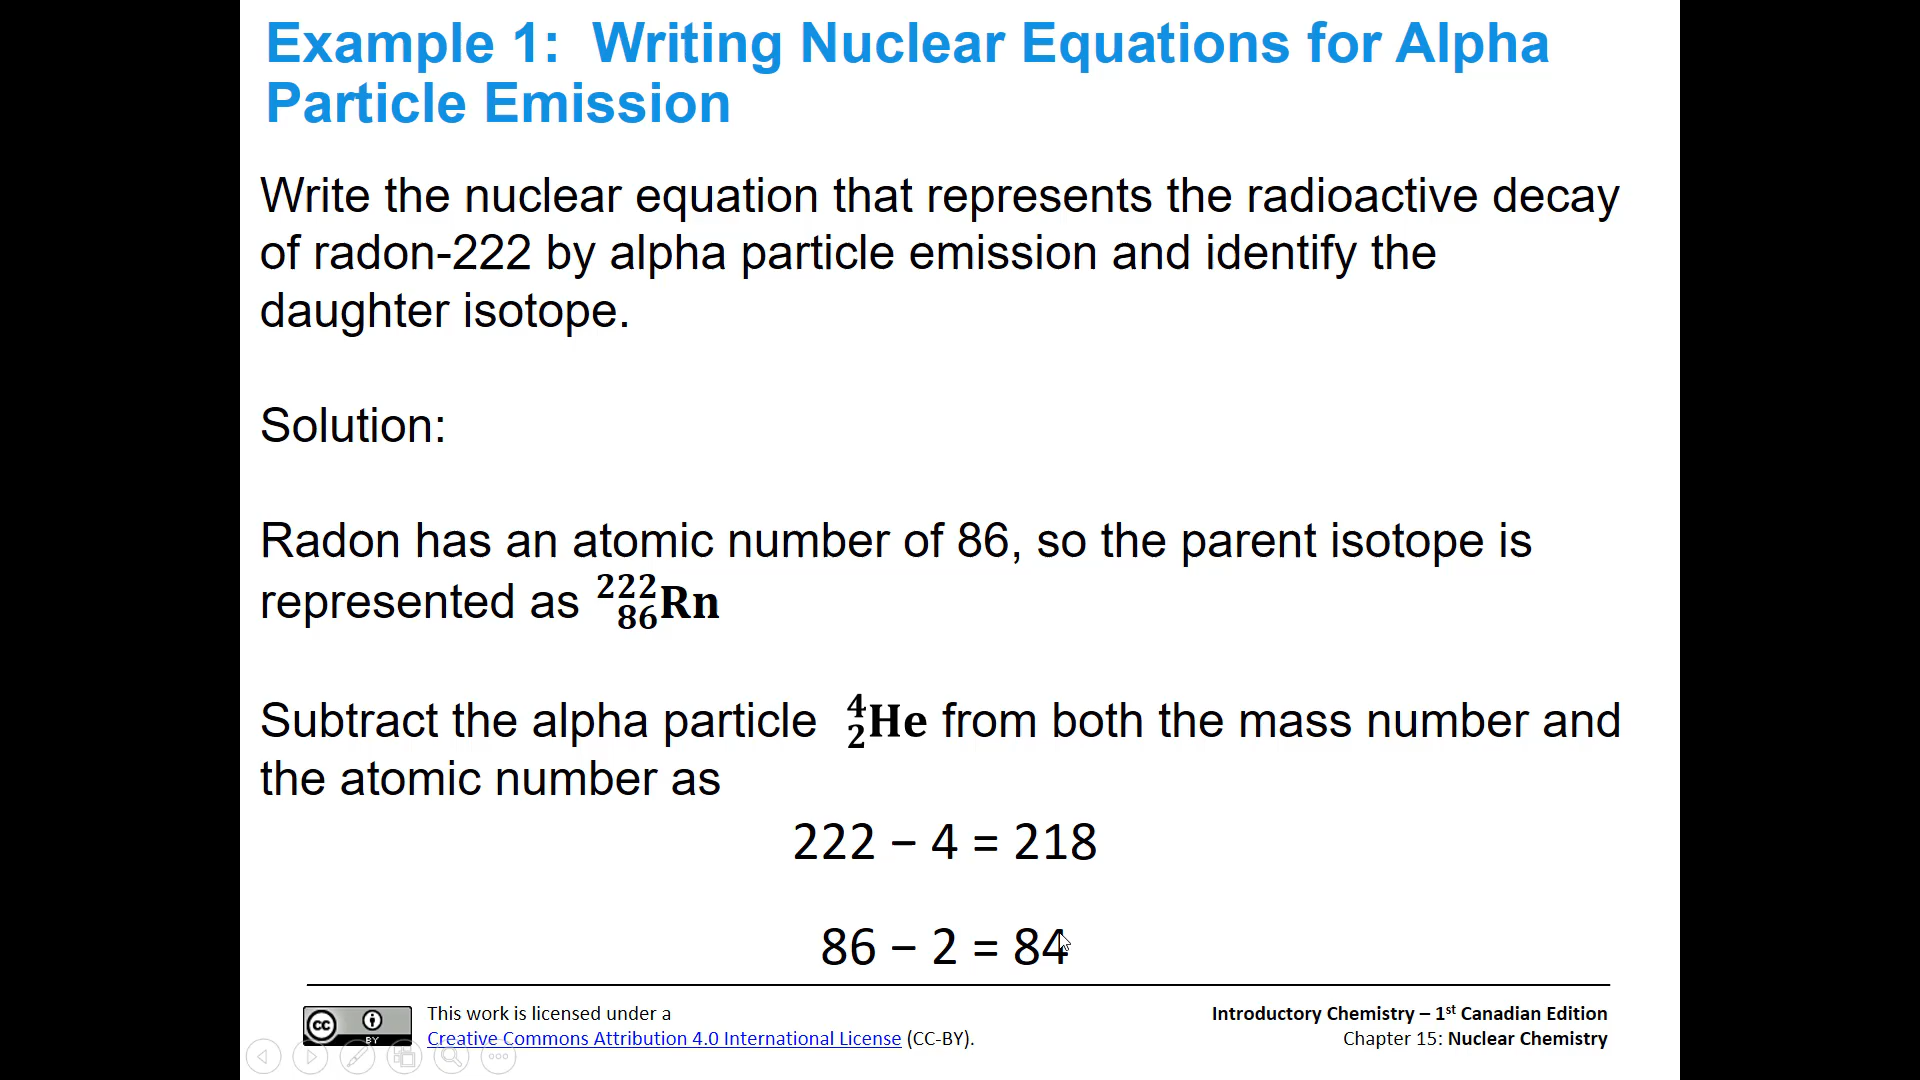 Example 1:  Writing Nuclear Equations for Alpha
Particle Emission
Write the nuclear equation that represents the radioactive decay
of radon-222 by alpha particle emission and identify the
daughter isotope.
Solution:
Radon has an atomic number of 86, so the parent isotope is
represented as ²²²₈₆Rn
Subtract the alpha particle ⁴₂He from both the mass number and
the atomic number as
222 – 4 = 218
86 – 2 = 84
This work is licensed under a
Creative Commons Attribution 4.0 International License (CC-BY).
cc BY
Introductory Chemistry – 1st Canadian Edition
Chapter 15: Nuclear Chemistry